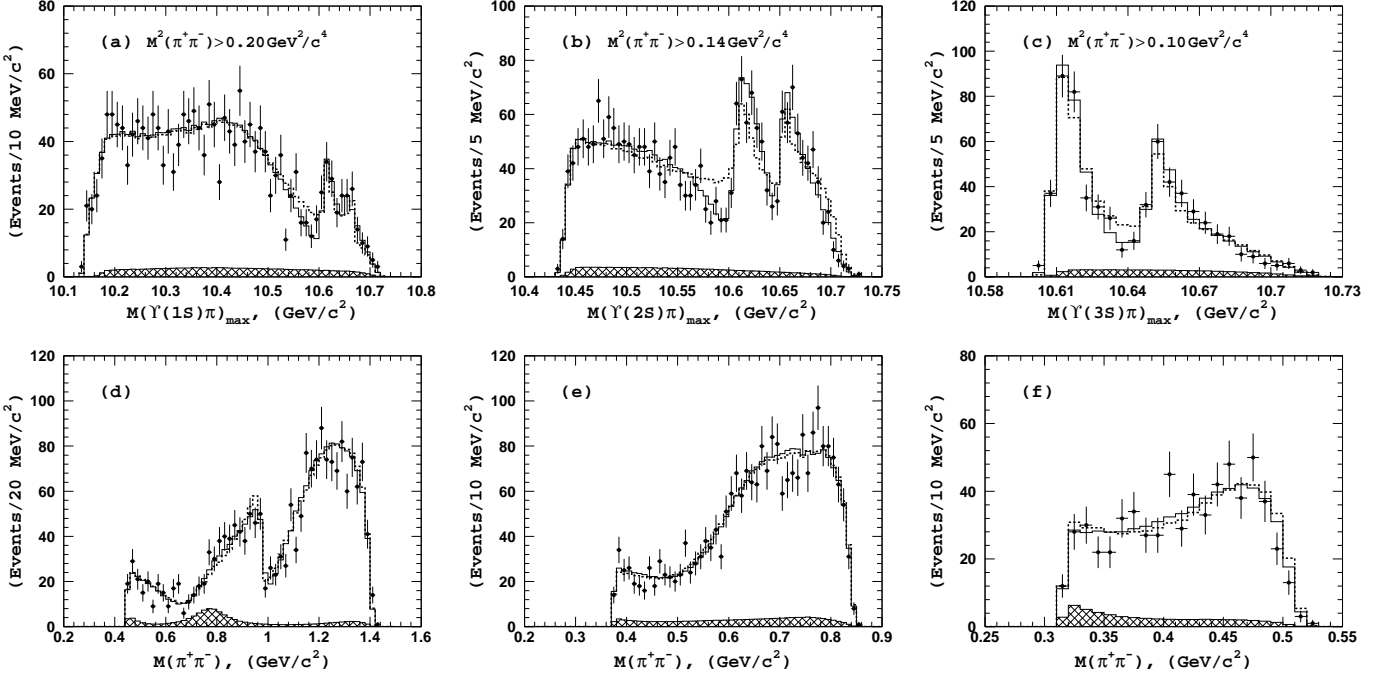 (a) M²(π⁺π⁻)>0.20GeV²/c⁴
(Events/10 MeV/c²)
0 20 40 60 80
10.1 10.2 10.3 10.4 10.5 10.6 10.7 10.8
M(Υ(1S)π)max, (GeV/c²)
(b) M²(π⁺π⁻)>0.14GeV²/c⁴
(Events/5 MeV/c²)
0 20 40 60 80 100
10.4 10.45 10.5 10.55 10.6 10.65 10.7 10.75
M(Υ(2S)π)max, (GeV/c²)
(c) M²(π⁺π⁻)>0.10GeV²/c⁴
(Events/5 MeV/c²)
0 20 40 60 80 100 120
10.58 10.61 10.64 10.67 10.7 10.73
M(Υ(3S)π)max, (GeV/c²)
(d)
(Events/20 MeV/c²)
0 20 40 60 80 100 120
0.2 0.4 0.6 0.8 1 1.2 1.4 1.6
M(π⁺π⁻), (GeV/c²)
(e)
(Events/10 MeV/c²)
0 20 40 60 80 100 120
0.2 0.3 0.4 0.5 0.6 0.7 0.8 0.9
M(π⁺π⁻), (GeV/c²)
(f)
(Events/10 MeV/c²)
0 20 40 60 80
0.25 0.3 0.35 0.4 0.45 0.5 0.55
M(π⁺π⁻), (GeV/c²)